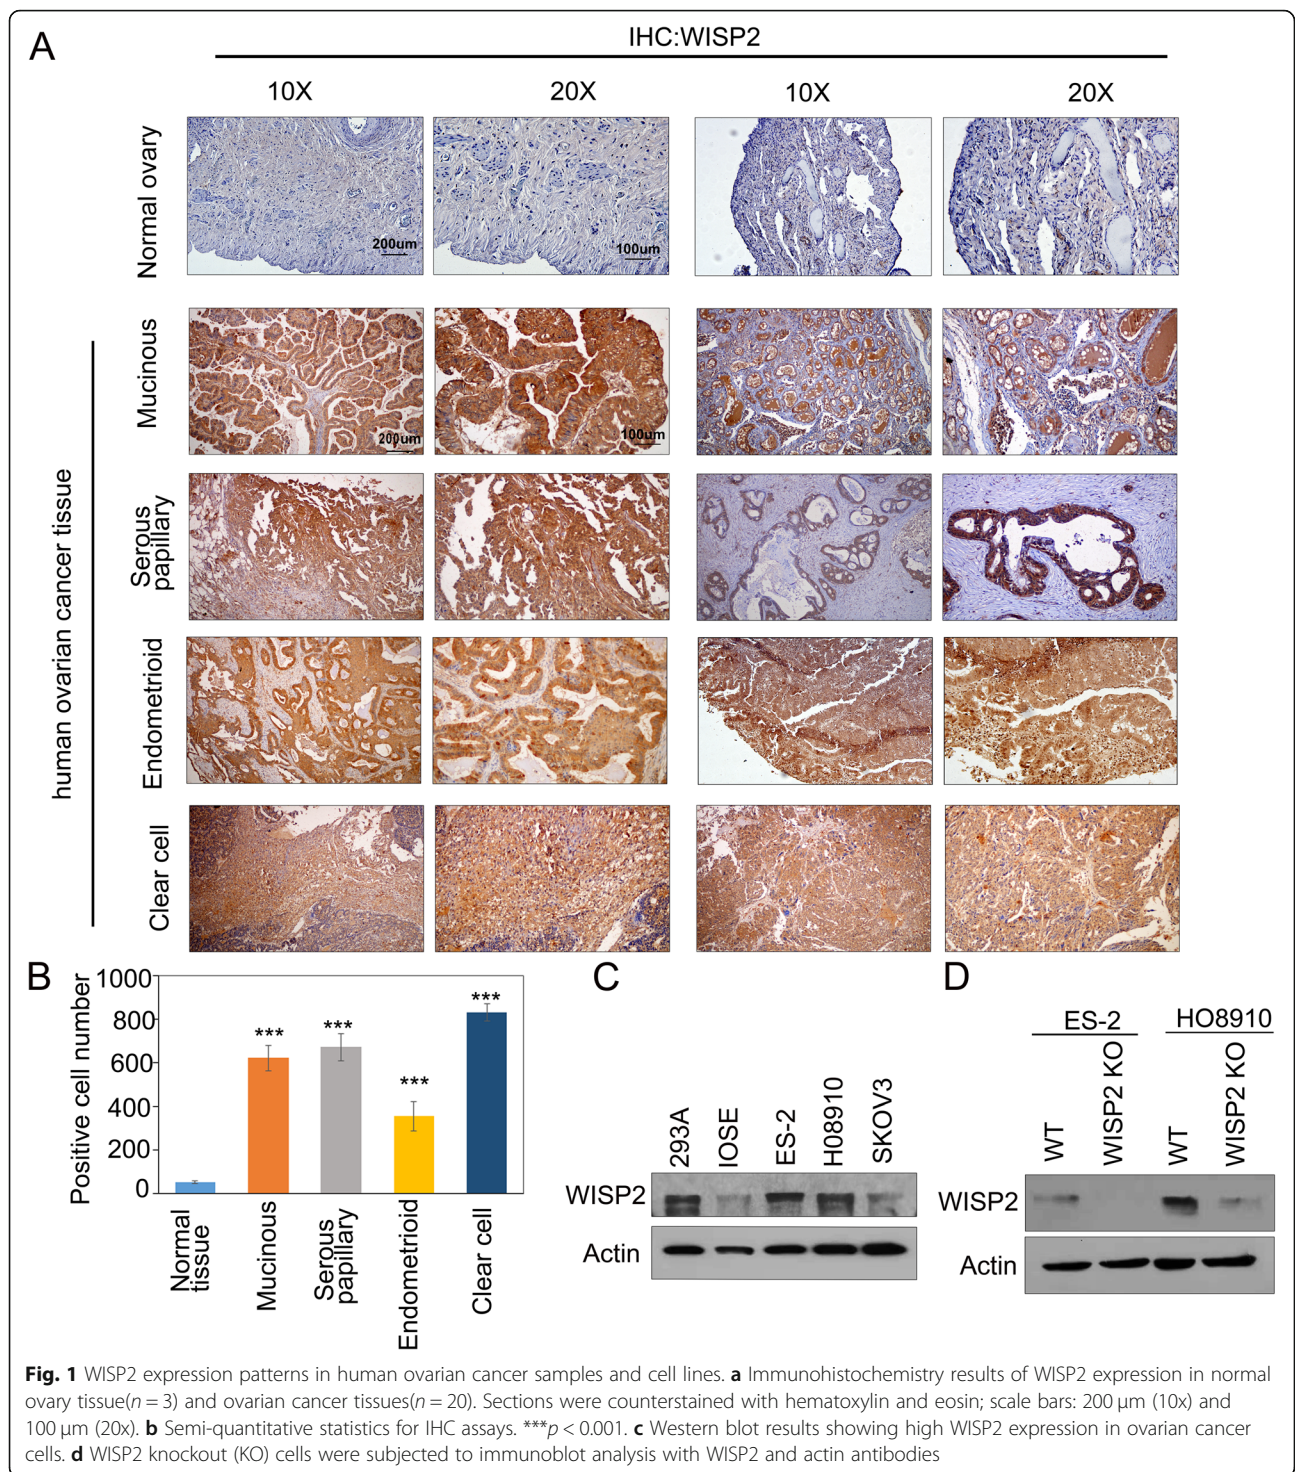 A
IHC:WISP2
10X
20X
10X
20X
Normal ovary
200um
100um
human ovarian cancer tissue
Mucinous
200um
100um
Serous
papillary
Endometrioid
Clear cell
B
Positive cell number
1000
800
600
400
200
0
***
***
***
***
Normal
tissue
Mucinous
Serous
papillary
Endometrioid
Clear cell
C
293A
IOSE
ES-2
H08910
SKOV3
WISP2
Actin
D
ES-2
HO8910
WT
WISP2 KO
WT
WISP2 KO
WISP2
Actin
Fig. 1 WISP2 expression patterns in human ovarian cancer samples and cell lines. a Immunohistochemistry results of WISP2 expression in normal
ovary tissue(n = 3) and ovarian cancer tissues(n = 20). Sections were counterstained with hematoxylin and eosin; scale bars: 200 μm (10x) and
100 μm (20x). b Semi-quantitative statistics for IHC assays. ***p < 0.001. c Western blot results showing high WISP2 expression in ovarian cancer
cells. d WISP2 knockout (KO) cells were subjected to immunoblot analysis with WISP2 and actin antibodies